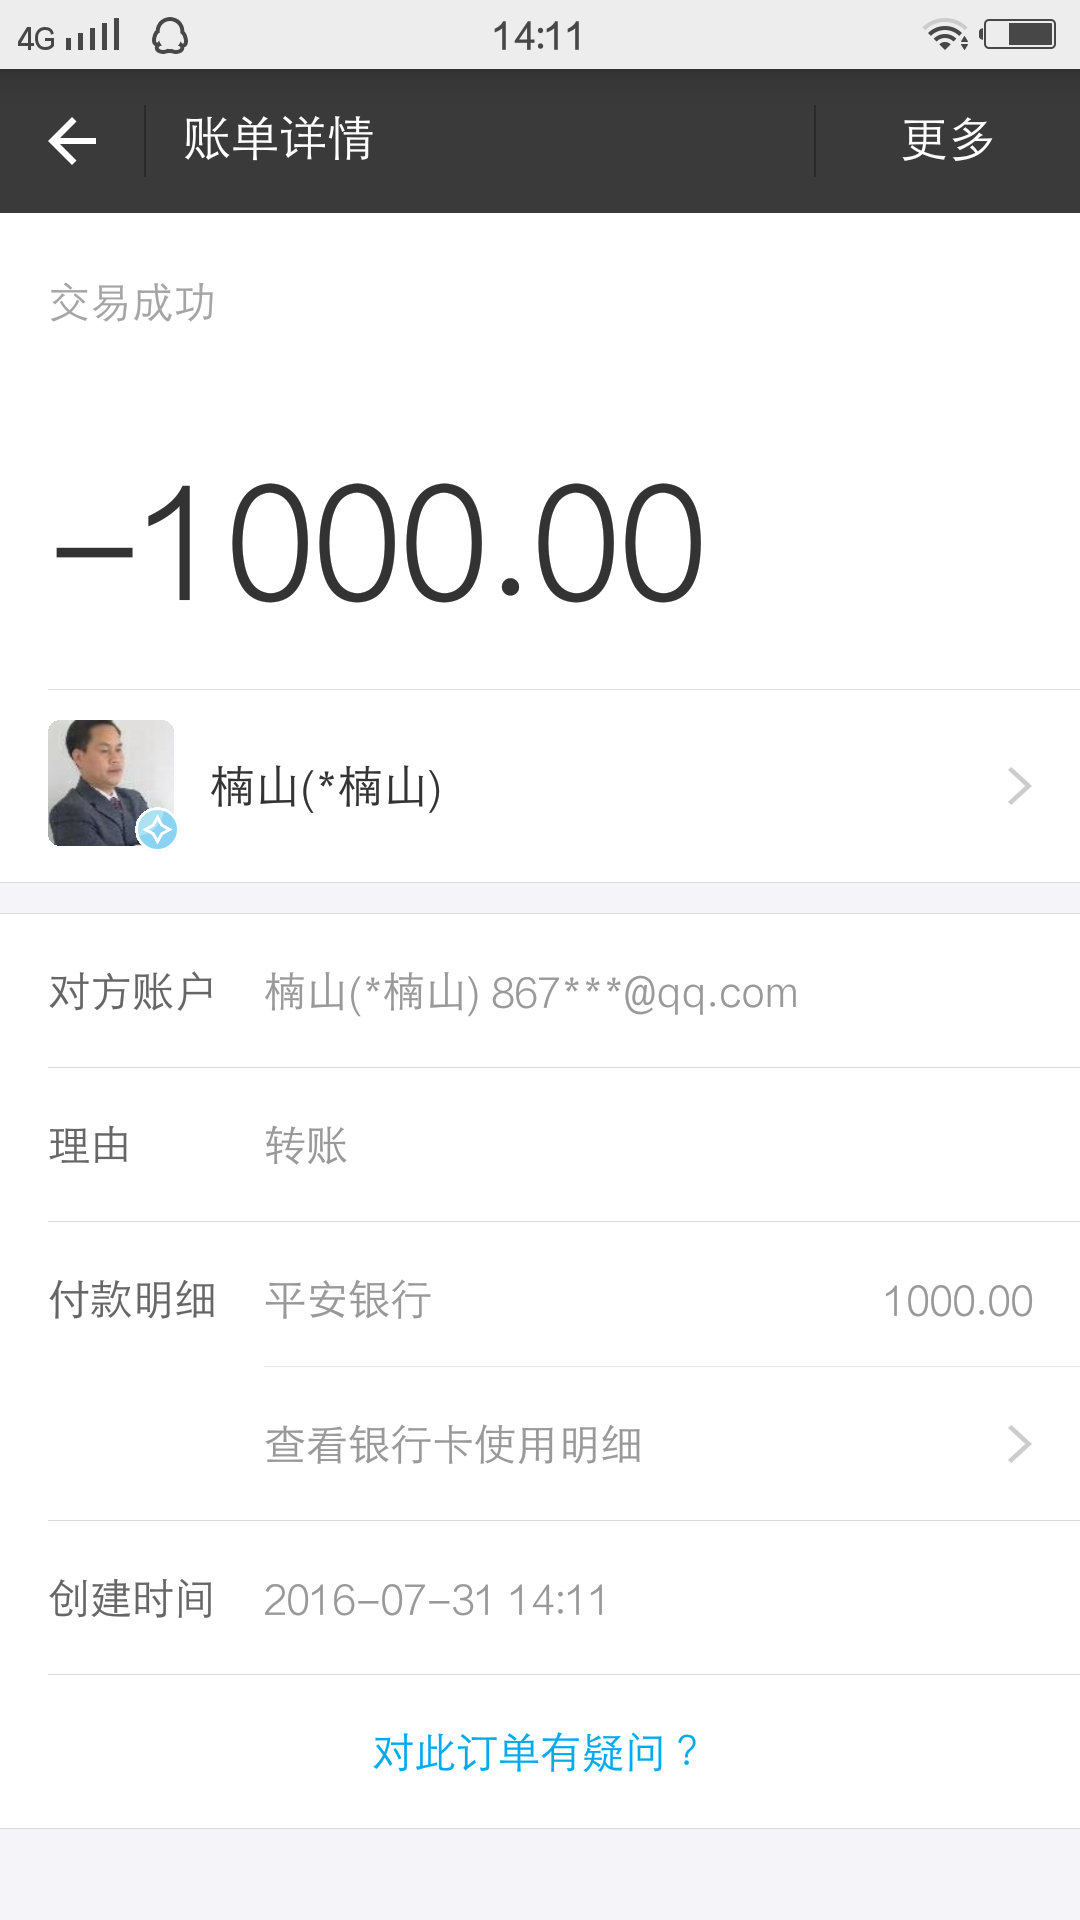 4G 14:11
账单详情 更多
交易成功
-1000.00
楠山(*楠山)
对方账户 楠山(*楠山) 867***@qq.com
理由 转账
付款明细 平安银行 1000.00
查看银行卡使用明细
创建时间 2016-07-31 14:11
对此订单有疑问？